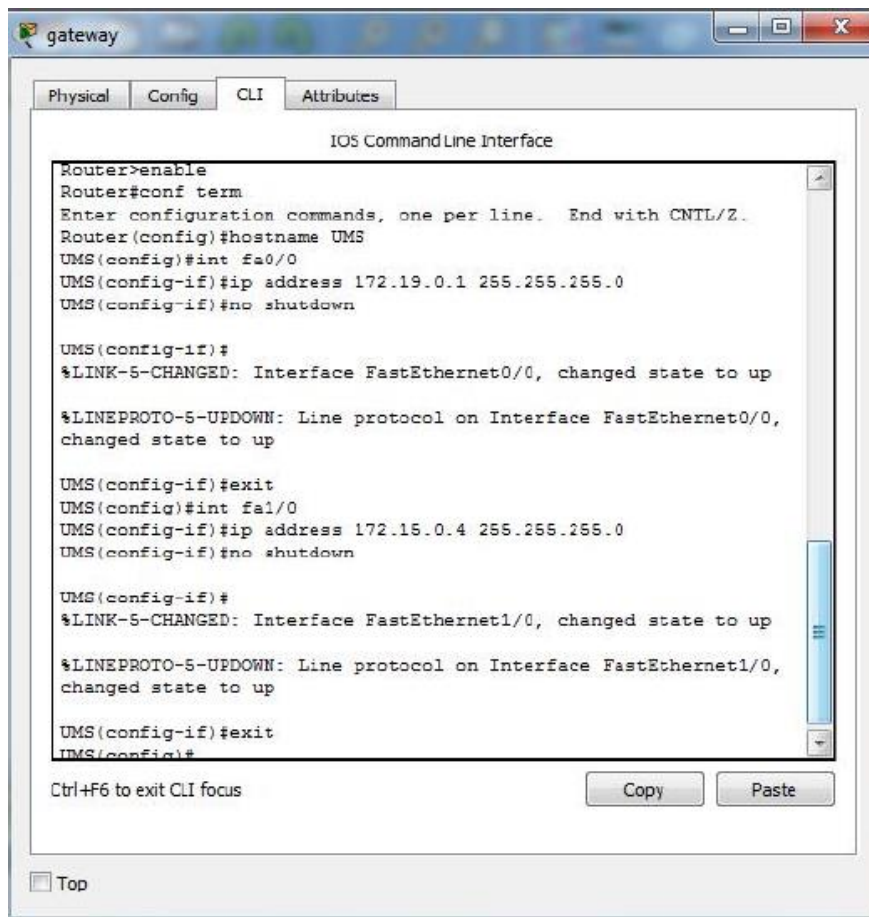 gateway
Physical Config CLI Attributes
IOS Command Line Interface
Router>enable
Router#conf term
Enter configuration commands, one per line.  End with CNTL/Z.
Router(config)#hostname UMS
UMS(config)#int fa0/0
UMS(config-if)#ip address 172.19.0.1 255.255.255.0
UMS(config-if)#no shutdown
UMS(config-if)#
%LINK-5-CHANGED: Interface FastEthernet0/0, changed state to up
%LINEPROTO-5-UPDOWN: Line protocol on Interface FastEthernet0/0,
changed state to up
UMS(config-if)#exit
UMS(config)#int fa1/0
UMS(config-if)#ip address 172.15.0.4 255.255.255.0
UMS(config-if)#no shutdown
UMS(config-if)#
%LINK-5-CHANGED: Interface FastEthernet1/0, changed state to up
%LINEPROTO-5-UPDOWN: Line protocol on Interface FastEthernet1/0,
changed state to up
UMS(config-if)#exit
UMS(config)#
Ctrl+F6 to exit CLI focus Copy Paste
Top